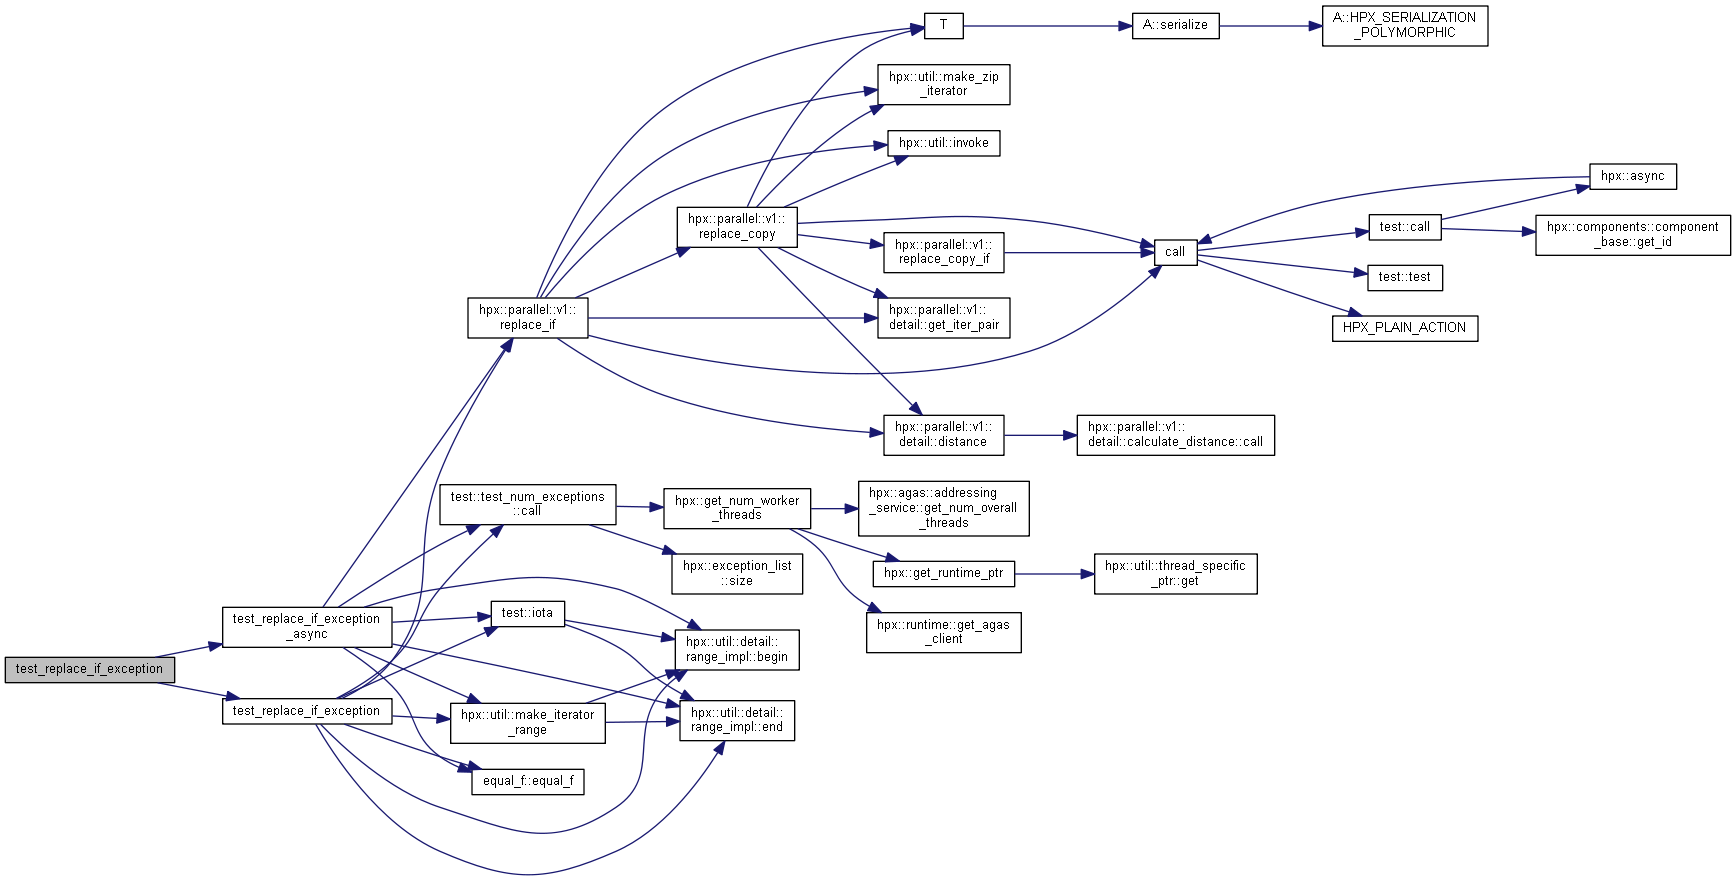 T
A::serialize
A::HPX_SERIALIZATION
_POLYMORPHIC
hpx::util::make_zip
_iterator
hpx::util::invoke
hpx::async
hpx::parallel::v1::
replace_copy
test::call
hpx::components::component
_base::get_id
hpx::parallel::v1::
replace_copy_if
call
test::test
hpx::parallel::v1::
replace_if
hpx::parallel::v1::
detail::get_iter_pair
HPX_PLAIN_ACTION
hpx::parallel::v1::
detail::distance
hpx::parallel::v1::
detail::calculate_distance::call
test::test_num_exceptions
::call
hpx::get_num_worker
_threads
hpx::agas::addressing
_service::get_num_overall
_threads
hpx::exception_list
::size
hpx::get_runtime_ptr
hpx::util::thread_specific
_ptr::get
test_replace_if_exception
_async
test::iota
hpx::runtime::get_agas
_client
hpx::util::detail::
range_impl::begin
test_replace_if_exception
test_replace_if_exception
hpx::util::make_iterator
_range
hpx::util::detail::
range_impl::end
equal_f::equal_f